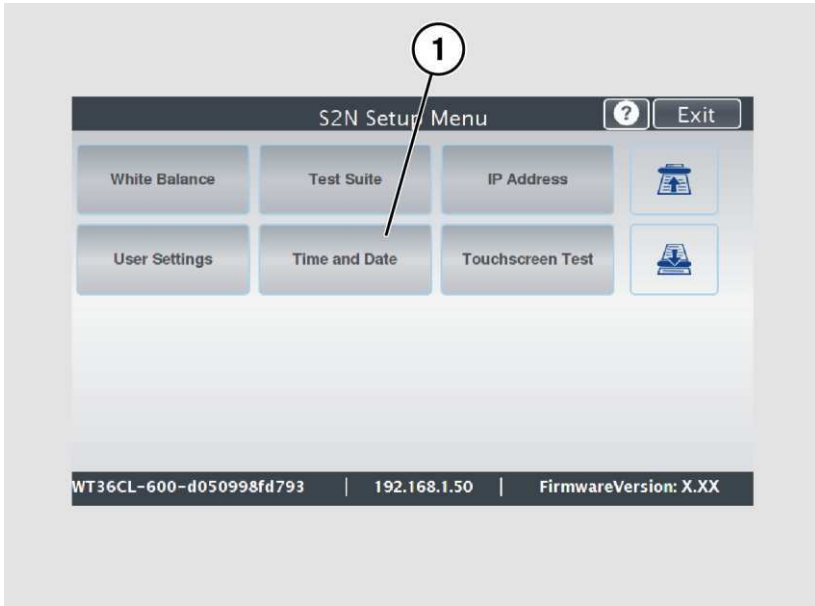 1
S2N Setup Menu ? Exit
White Balance Test Suite IP Address
User Settings Time and Date Touchscreen Test
WT36CL-600-d050998fd793 | 192.168.1.50 | FirmwareVersion: X.XX